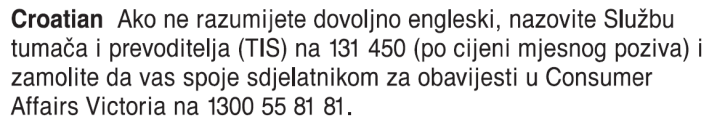 Croatian Ako ne razumijete dovoljno engleski, nazovite Službu
tumača i prevoditelja (TIS) na 131 450 (po cijeni mjesnog poziva) i
zamolite da vas spoje sdjelatnikom za obavijesti u Consumer
Affairs Victoria na 1300 55 81 81.